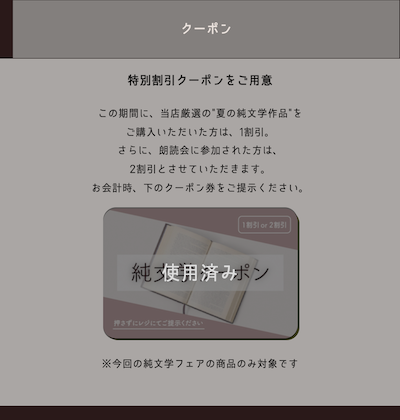 クーポン
特別割引クーポンをご用意
この期間に、当店厳選の"夏の純文学作品"を
ご購入いただいた方は、1割引。
さらに、朗読会に参加された方は、
2割引とさせていただきます。
お会計時、下のクーポン券をご提示ください。
1割引 or 2割引
純文学クーポン
使用済み
押さずにレジにてご提示ください
※今回の純文学フェアの商品のみ対象です